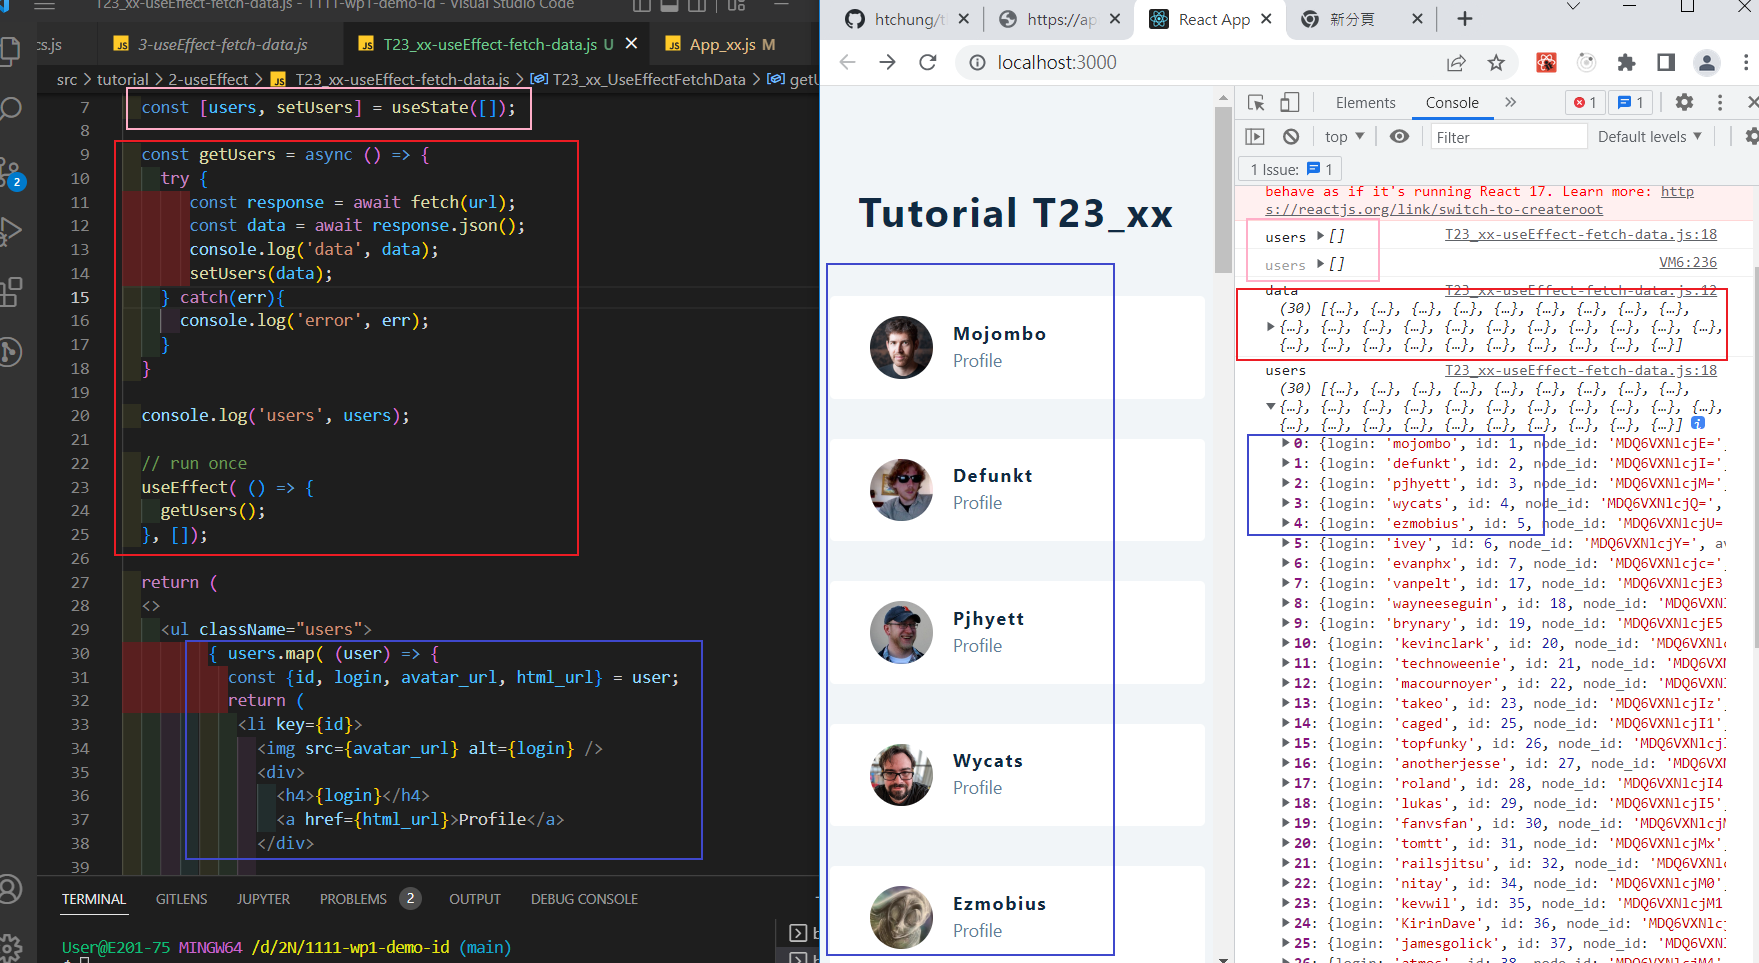 T23_xx-useEffect-fetch-data.js - 1111-wp1-demo-id - Visual Studio Code
cs.js
JS 3-useEffect-fetch-data.js
JS T23_xx-useEffect-fetch-data.js U
JS App_xx.js M
src > tutorial > 2-useEffect > JS T23_xx-useEffect-fetch-data.js > T23_xx_UseEffectFetchData > getU
7 const [users, setUsers] = useState([]);
8
9 const getUsers = async () => {
10 try {
11 const response = await fetch(url);
12 const data = await response.json();
13 console.log('data', data);
14 setUsers(data);
15 } catch(err){
16 console.log('error', err);
17 }
18 }
19
20 console.log('users', users);
21
22 // run once
23 useEffect( () => {
24 getUsers();
25 }, []);
26
27 return (
28 <>
29 <ul className="users">
30 { users.map( (user) => {
31 const {id, login, avatar_url, html_url} = user;
32 return (
33 <li key={id}>
34 <img src={avatar_url} alt={login} />
35 <div>
36 <h4>{login}</h4>
37 <a href={html_url}>Profile</a>
38 </div>
39
2
TERMINAL GITLENS JUPYTER PROBLEMS 2 OUTPUT DEBUG CONSOLE
User@E201-75 MINGW64 /d/2N/1111-wp1-demo-id (main)
htchung/t
https://ap
React App
新分頁
localhost:3000
Tutorial T23_xx
Mojombo
Profile
Defunkt
Profile
Pjhyett
Profile
Wycats
Profile
Ezmobius
Profile
Elements Console » 1 1
top Filter Default levels
1 Issue: 1
behave as if it's running React 17. Learn more: http
s://reactjs.org/link/switch-to-createroot
users [] T23_xx-useEffect-fetch-data.js:18
users [] VM6:236
data T23_xx-useEffect-fetch-data.js:12
(30) [{…}, {…}, {…}, {…}, {…}, {…}, {…}, {…}, {…},
{…}, {…}, {…}, {…}, {…}, {…}, {…}, {…}, {…}, {…}, {…},
{…}, {…}, {…}, {…}, {…}, {…}, {…}, {…}, {…}, {…}]
users T23_xx-useEffect-fetch-data.js:18
(30) [{…}, {…}, {…}, {…}, {…}, {…}, {…}, {…}, {…},
{…}, {…}, {…}, {…}, {…}, {…}, {…}, {…}, {…}, {…}, {…},
{…}, {…}, {…}, {…}, {…}, {…}, {…}, {…}, {…}, {…}] i
0: {login: 'mojombo', id: 1, node_id: 'MDQ6VXNlcjE=',
1: {login: 'defunkt', id: 2, node_id: 'MDQ6VXNlcjI=',
2: {login: 'pjhyett', id: 3, node_id: 'MDQ6VXNlcjM=',
3: {login: 'wycats', id: 4, node_id: 'MDQ6VXNlcjQ=',
4: {login: 'ezmobius', id: 5, node_id: 'MDQ6VXNlcjU=
5: {login: 'ivey', id: 6, node_id: 'MDQ6VXNlcjY=', av
6: {login: 'evanphx', id: 7, node_id: 'MDQ6VXNlcjc=',
7: {login: 'vanpelt', id: 17, node_id: 'MDQ6VXNlcjE3
8: {login: 'wayneeseguin', id: 18, node_id: 'MDQ6VXN
9: {login: 'brynary', id: 19, node_id: 'MDQ6VXNlcjE5
10: {login: 'kevinclark', id: 20, node_id: 'MDQ6VXN
11: {login: 'technoweenie', id: 21, node_id: 'MDQ6VXN
12: {login: 'macournoyer', id: 22, node_id: 'MDQ6VXN
13: {login: 'takeo', id: 23, node_id: 'MDQ6VXNlcjIz'
14: {login: 'caged', id: 25, node_id: 'MDQ6VXNlcjI1'
15: {login: 'topfunky', id: 26, node_id: 'MDQ6VXNlcj
16: {login: 'anotherjesse', id: 27, node_id: 'MDQ6VXN
17: {login: 'roland', id: 28, node_id: 'MDQ6VXNlcjI4
18: {login: 'lukas', id: 29, node_id: 'MDQ6VXNlcjI5'
19: {login: 'fanvsfan', id: 30, node_id: 'MDQ6VXNlcj
20: {login: 'tomtt', id: 31, node_id: 'MDQ6VXNlcjMx'
21: {login: 'railsjitsu', id: 32, node_id: 'MDQ6VXNlc
22: {login: 'nitay', id: 34, node_id: 'MDQ6VXNlcjM0'
23: {login: 'kevwil', id: 35, node_id: 'MDQ6VXNlcjM1
24: {login: 'KirinDave', id: 36, node_id: 'MDQ6VXNlc
25: {login: 'jamesgolick', id: 37, node_id: 'MDQ6VXN
26: {login: 'atmos', id: 38, node_id: 'MDQ6VXNlcjM4'